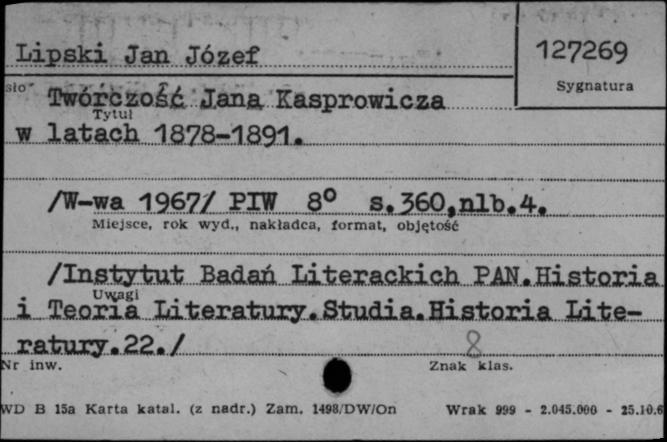 Lipski Jan Józef
127269
Sygnatura
sło
Twórczość Jana Kasprowicza
Tytuł
w latach 1878-1891.
/W-wa 1967/ PIW 8° s.360,nlb.4.
Miejsce, rok wyd., nakładca, format, objętość
/Instytut Badań Literackich PAN.Historia
Uwagi
i Teoria Literatury.Studia.Historia Lite-
ratury.22./
8
Nr inw.
Znak klas.
WD B 15a Karta katal. (z nadr.) Zam. 1498/DW/On Wrak 999 - 2.045.000 - 25.10.6